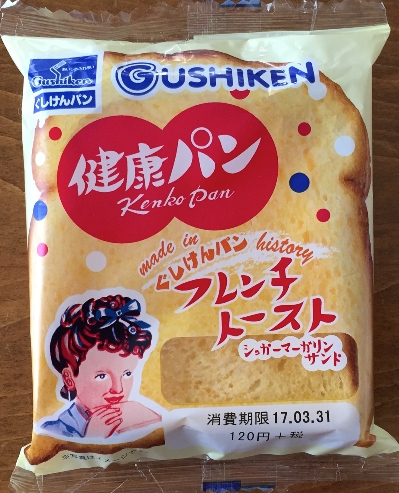 Gushiken
ぐしけんパン
GUSHIKEN
健康パン
Kenko Pan
made in
ぐしけんパン history
フレンチ
トースト
シュガーマーガリン
サンド
消費期限 17.03.31
120円+税